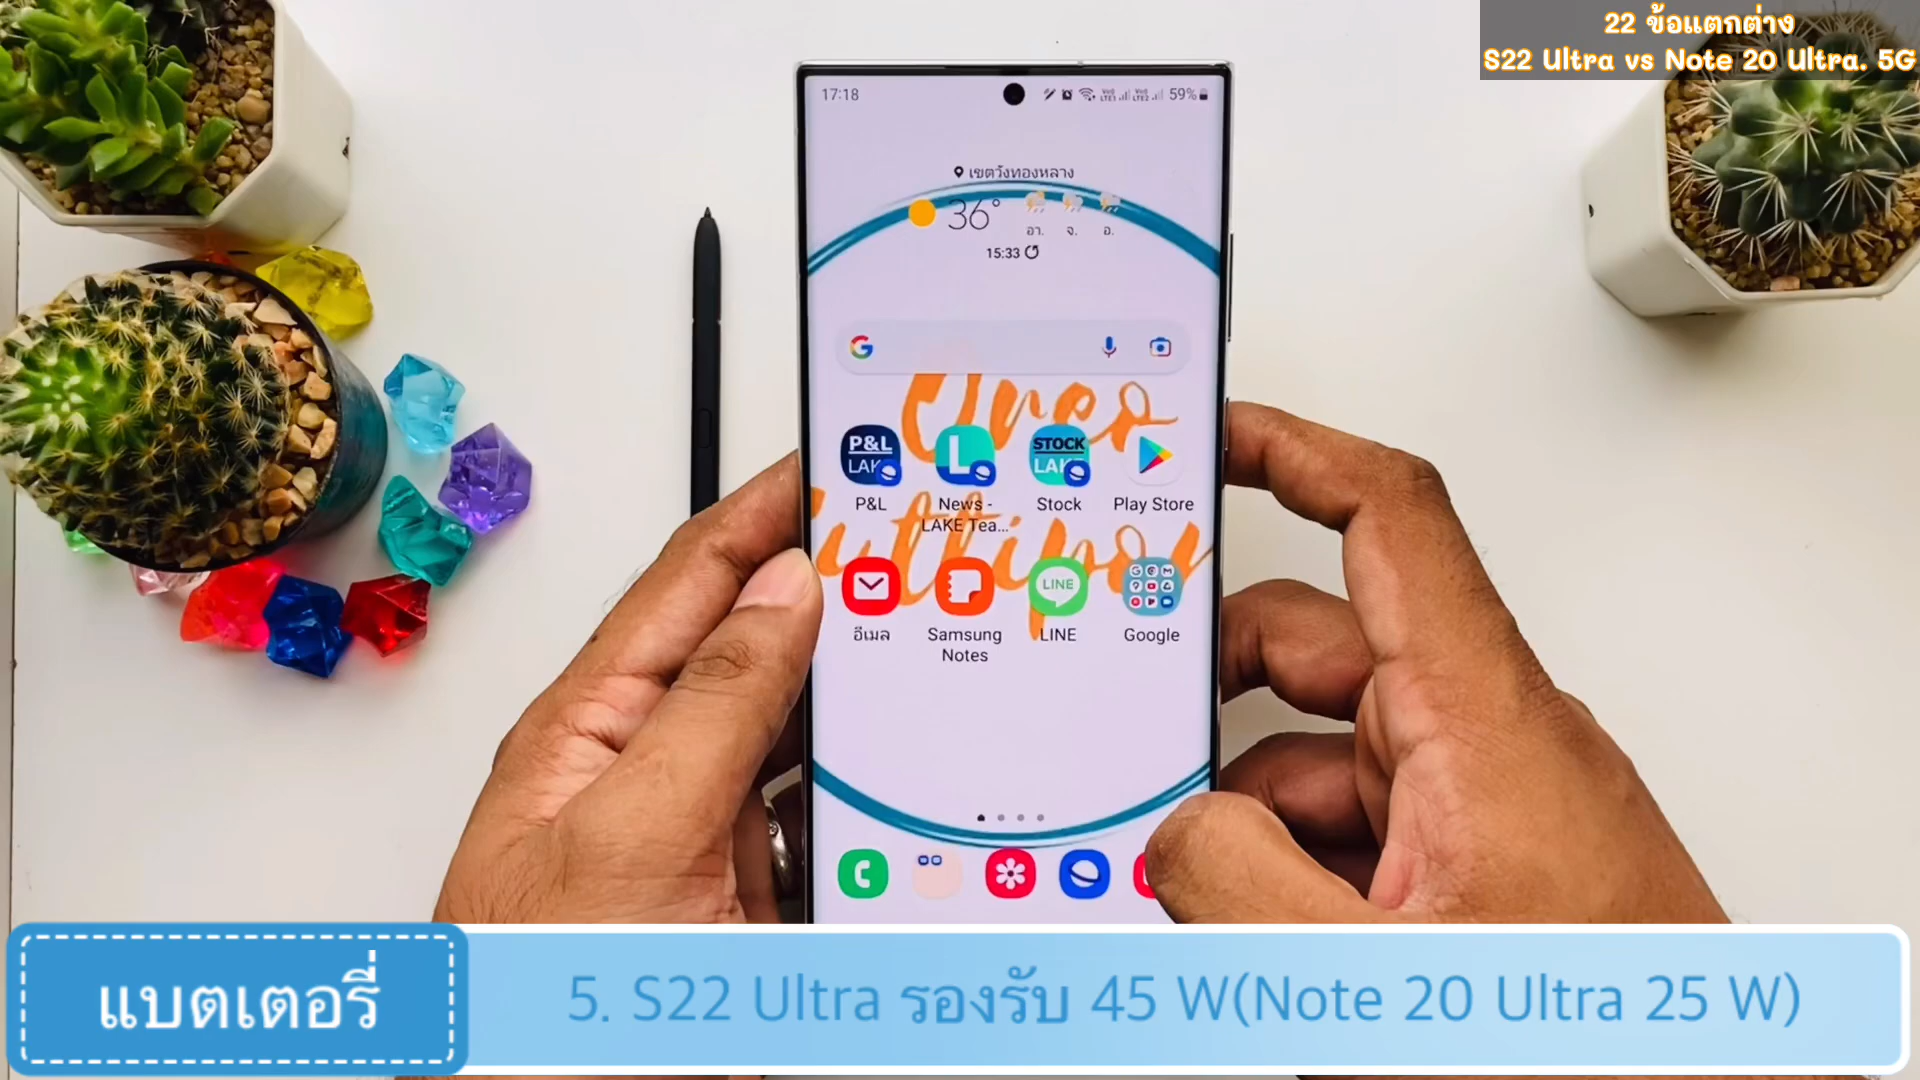 22 ข้อแตกต่าง
S22 Ultra vs Note 20 Ultra. 5G
17:18
59%
เขตวังทองหลาง
36°
อา. จ. อ.
15:33
Oreo
P&L LAKE
L
STOCK LAKE
P&L
News - LAKE Tea...
Stock
Play Store
LINE
อีเมล
Samsung Notes
LINE
Google
แบตเตอรี่
5. S22 Ultra รองรับ 45 W(Note 20 Ultra 25 W)